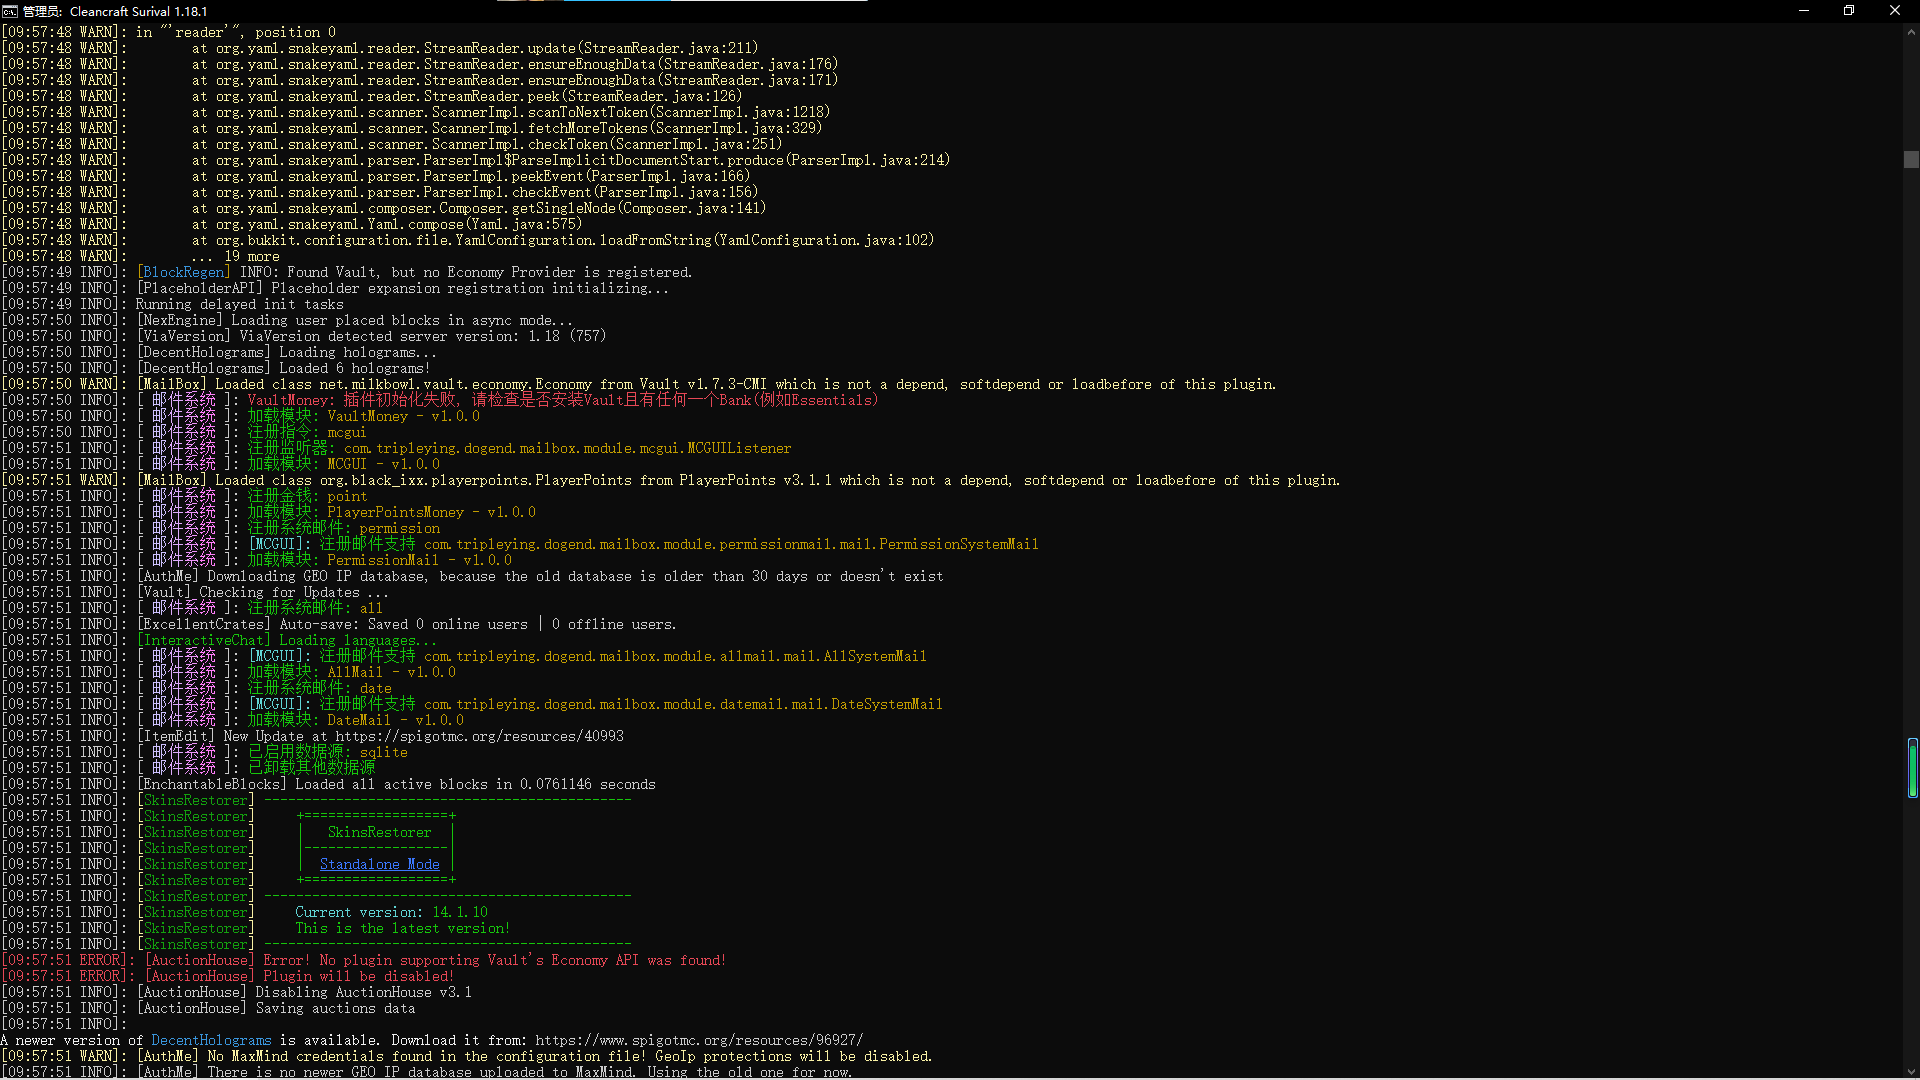 管理员: Cleancraft Surival 1.18.1
[09:57:48 WARN]: in "'reader'", position 0
[09:57:48 WARN]:        at org.yaml.snakeyaml.reader.StreamReader.update(StreamReader.java:211)
[09:57:48 WARN]:        at org.yaml.snakeyaml.reader.StreamReader.ensureEnoughData(StreamReader.java:176)
[09:57:48 WARN]:        at org.yaml.snakeyaml.reader.StreamReader.ensureEnoughData(StreamReader.java:171)
[09:57:48 WARN]:        at org.yaml.snakeyaml.reader.StreamReader.peek(StreamReader.java:126)
[09:57:48 WARN]:        at org.yaml.snakeyaml.scanner.ScannerImpl.scanToNextToken(ScannerImpl.java:1218)
[09:57:48 WARN]:        at org.yaml.snakeyaml.scanner.ScannerImpl.fetchMoreTokens(ScannerImpl.java:329)
[09:57:48 WARN]:        at org.yaml.snakeyaml.scanner.ScannerImpl.checkToken(ScannerImpl.java:251)
[09:57:48 WARN]:        at org.yaml.snakeyaml.parser.ParserImpl$ParseImplicitDocumentStart.produce(ParserImpl.java:214)
[09:57:48 WARN]:        at org.yaml.snakeyaml.parser.ParserImpl.peekEvent(ParserImpl.java:166)
[09:57:48 WARN]:        at org.yaml.snakeyaml.parser.ParserImpl.checkEvent(ParserImpl.java:156)
[09:57:48 WARN]:        at org.yaml.snakeyaml.composer.Composer.getSingleNode(Composer.java:141)
[09:57:48 WARN]:        at org.yaml.snakeyaml.Yaml.compose(Yaml.java:575)
[09:57:48 WARN]:        at org.bukkit.configuration.file.YamlConfiguration.loadFromString(YamlConfiguration.java:102)
[09:57:48 WARN]:        ... 19 more
[09:57:49 INFO]: [BlockRegen] INFO: Found Vault, but no Economy Provider is registered.
[09:57:49 INFO]: [PlaceholderAPI] Placeholder expansion registration initializing...
[09:57:49 INFO]: Running delayed init tasks
[09:57:50 INFO]: [NexEngine] Loading user placed blocks in async mode...
[09:57:50 INFO]: [ViaVersion] ViaVersion detected server version: 1.18 (757)
[09:57:50 INFO]: [DecentHolograms] Loading holograms...
[09:57:50 INFO]: [DecentHolograms] Loaded 6 holograms!
[09:57:50 WARN]: [MailBox] Loaded class net.milkbowl.vault.economy.Economy from Vault v1.7.3-CMI which is not a depend, softdepend or loadbefore of this plugin.
[09:57:50 INFO]: [ 邮件系统 ]: VaultMoney: 插件初始化失败, 请检查是否安装Vault且有任何一个Bank(例如Essentials)
[09:57:50 INFO]: [ 邮件系统 ]: 加载模块: VaultMoney - v1.0.0
[09:57:50 INFO]: [ 邮件系统 ]: 注册指令: mcgui
[09:57:51 INFO]: [ 邮件系统 ]: 注册监听器: com.tripleying.dogend.mailbox.module.mcgui.MCGUIListener
[09:57:51 INFO]: [ 邮件系统 ]: 加载模块: MCGUI - v1.0.0
[09:57:51 WARN]: [MailBox] Loaded class org.black_ixx.playerpoints.PlayerPoints from PlayerPoints v3.1.1 which is not a depend, softdepend or loadbefore of this plugin.
[09:57:51 INFO]: [ 邮件系统 ]: 注册金钱: point
[09:57:51 INFO]: [ 邮件系统 ]: 加载模块: PlayerPointsMoney - v1.0.0
[09:57:51 INFO]: [ 邮件系统 ]: 注册系统邮件: permission
[09:57:51 INFO]: [ 邮件系统 ]: [MCGUI]: 注册邮件支持 com.tripleying.dogend.mailbox.module.permissionmail.mail.PermissionSystemMail
[09:57:51 INFO]: [ 邮件系统 ]: 加载模块: PermissionMail - v1.0.0
[09:57:51 INFO]: [AuthMe] Downloading GEO IP database, because the old database is older than 30 days or doesn't exist
[09:57:51 INFO]: [Vault] Checking for Updates ...
[09:57:51 INFO]: [ 邮件系统 ]: 注册系统邮件: all
[09:57:51 INFO]: [ExcellentCrates] Auto-save: Saved 0 online users | 0 offline users.
[09:57:51 INFO]: [InteractiveChat] Loading languages...
[09:57:51 INFO]: [ 邮件系统 ]: [MCGUI]: 注册邮件支持 com.tripleying.dogend.mailbox.module.allmail.mail.AllSystemMail
[09:57:51 INFO]: [ 邮件系统 ]: 加载模块: AllMail - v1.0.0
[09:57:51 INFO]: [ 邮件系统 ]: 注册系统邮件: date
[09:57:51 INFO]: [ 邮件系统 ]: [MCGUI]: 注册邮件支持 com.tripleying.dogend.mailbox.module.datemail.mail.DateSystemMail
[09:57:51 INFO]: [ 邮件系统 ]: 加载模块: DateMail - v1.0.0
[09:57:51 INFO]: [ItemEdit] New Update at https://spigotmc.org/resources/40993
[09:57:51 INFO]: [ 邮件系统 ]: 已启用数据源: sqlite
[09:57:51 INFO]: [ 邮件系统 ]: 已卸载其他数据源
[09:57:51 INFO]: [EnchantableBlocks] Loaded all active blocks in 0.0761146 seconds
[09:57:51 INFO]: [SkinsRestorer] ----------------------------------------------
[09:57:51 INFO]: [SkinsRestorer]     +==================+
[09:57:51 INFO]: [SkinsRestorer]     |   SkinsRestorer  |
[09:57:51 INFO]: [SkinsRestorer]     |------------------|
[09:57:51 INFO]: [SkinsRestorer]     |  Standalone Mode |
[09:57:51 INFO]: [SkinsRestorer]     +==================+
[09:57:51 INFO]: [SkinsRestorer] ----------------------------------------------
[09:57:51 INFO]: [SkinsRestorer]     Current version: 14.1.10
[09:57:51 INFO]: [SkinsRestorer]     This is the latest version!
[09:57:51 INFO]: [SkinsRestorer] ----------------------------------------------
[09:57:51 ERROR]: [AuctionHouse] Error! No plugin supporting Vault's Economy API was found!
[09:57:51 ERROR]: [AuctionHouse] Plugin will be disabled!
[09:57:51 INFO]: [AuctionHouse] Disabling AuctionHouse v3.1
[09:57:51 INFO]: [AuctionHouse] Saving auctions data
[09:57:51 INFO]:
A newer version of DecentHolograms is available. Download it from: https://www.spigotmc.org/resources/96927/
[09:57:51 WARN]: [AuthMe] No MaxMind credentials found in the configuration file! GeoIp protections will be disabled.
[09:57:51 INFO]: [AuthMe] There is no newer GEO IP database uploaded to MaxMind. Using the old one for now.